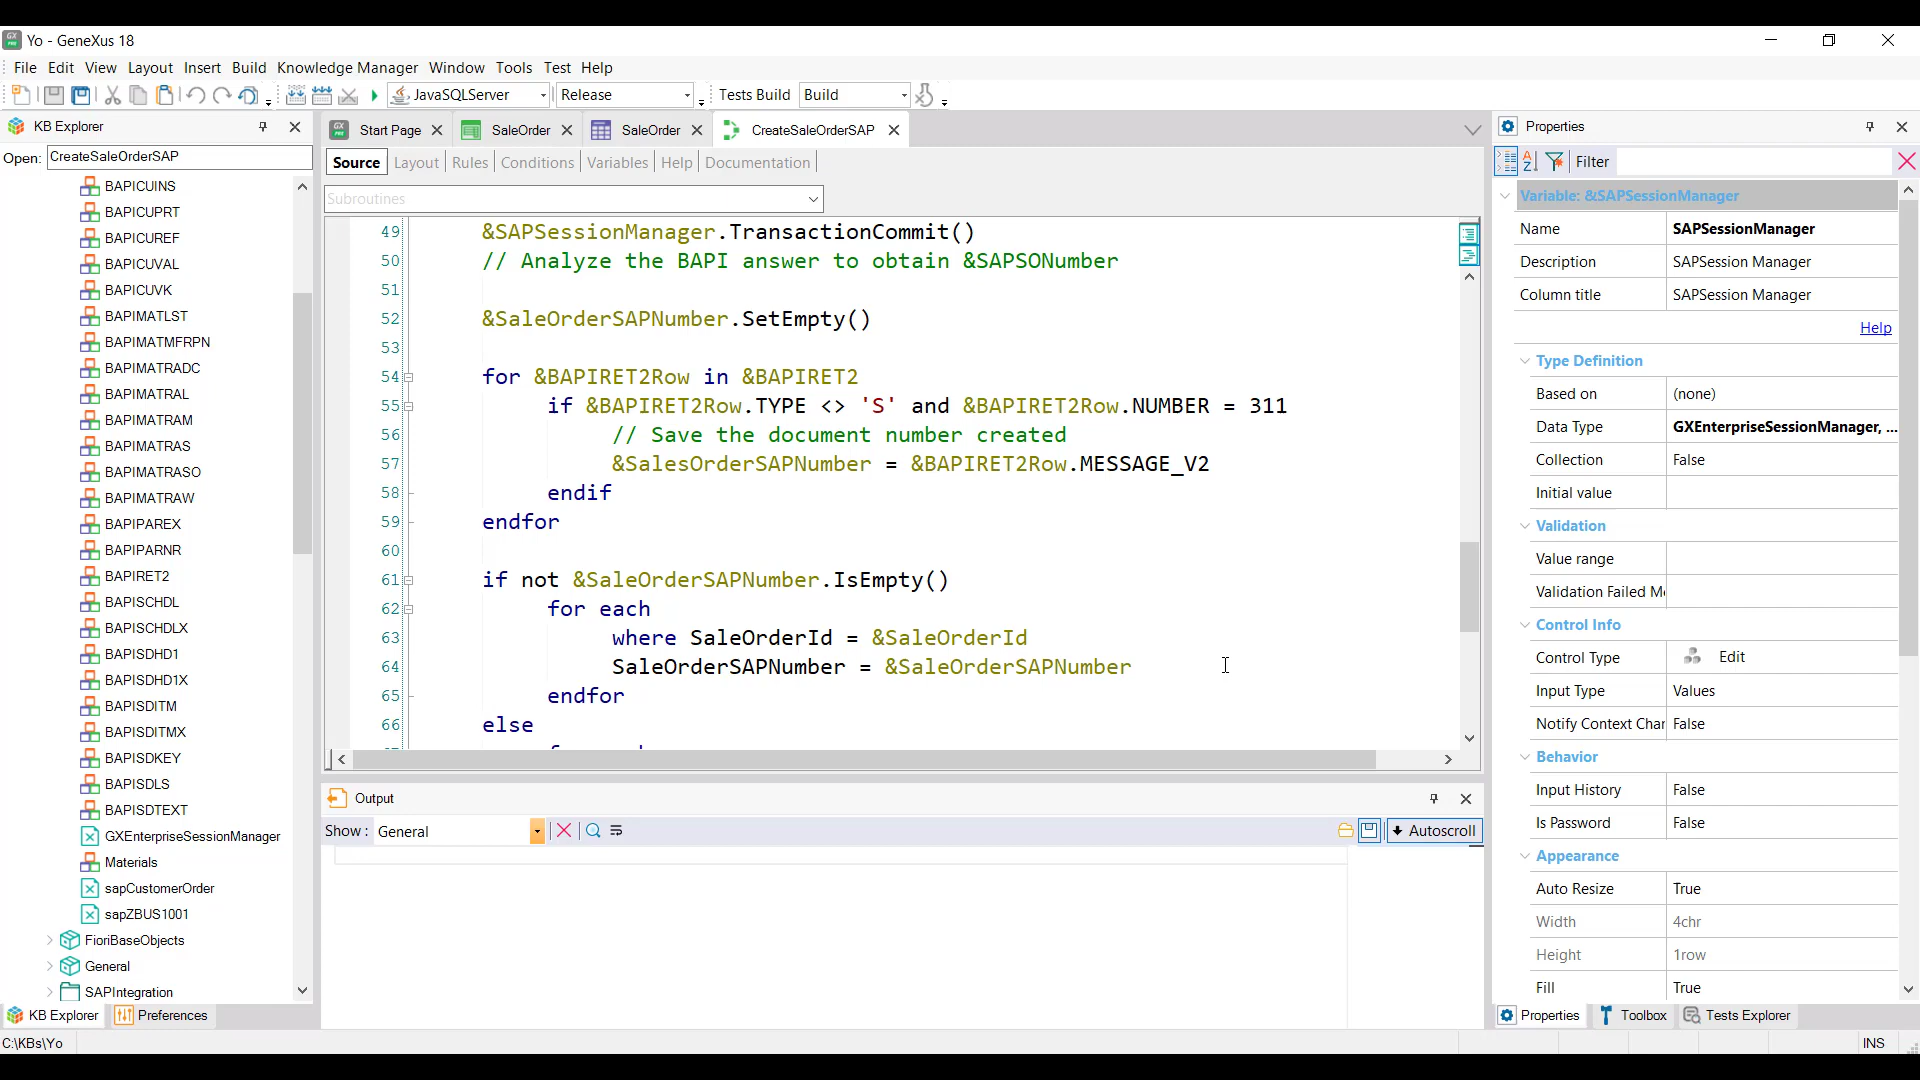 Yo - GeneXus 18
File Edit View Layout Insert Build Knowledge Manager Window Tools Test Help
JavaSQLServer Release Tests Build Build
KB Explorer
Open: CreateSaleOrderSAP
BAPICUINS
BAPICUPRT
BAPICUREF
BAPICUVAL
BAPICUVK
BAPIMATLST
BAPIMATMFRPN
BAPIMATRADC
BAPIMATRAL
BAPIMATRAM
BAPIMATRAS
BAPIMATRASO
BAPIMATRAW
BAPIPAREX
BAPIPARNR
BAPIRET2
BAPISCHDL
BAPISCHDLX
BAPISDHD1
BAPISDHD1X
BAPISDITM
BAPISDITMX
BAPISDKEY
BAPISDLS
BAPISDTEXT
GXEnterpriseSessionManager
Materials
sapCustomerOrder
sapZBUS1001
FioriBaseObjects
General
SAPIntegration
KB Explorer Preferences
Start Page SaleOrder SaleOrder CreateSaleOrderSAP
Source Layout Rules Conditions Variables Help Documentation
Subroutines
49 &SAPSessionManager.TransactionCommit()
50 // Analyze the BAPI answer to obtain &SAPSONumber
51
52 &SaleOrderSAPNumber.SetEmpty()
53
54 for &BAPIRET2Row in &BAPIRET2
55 if &BAPIRET2Row.TYPE <> 'S' and &BAPIRET2Row.NUMBER = 311
56 // Save the document number created
57 &SalesOrderSAPNumber = &BAPIRET2Row.MESSAGE_V2
58 endif
59 endfor
60
61 if not &SaleOrderSAPNumber.IsEmpty()
62 for each
63 where SaleOrderId = &SaleOrderId
64 SaleOrderSAPNumber = &SaleOrderSAPNumber
65 endfor
66 else
Output
Show : General Autoscroll
Properties
Filter
Variable: &SAPSessionManager
Name SAPSessionManager
Description SAPSession Manager
Column title SAPSession Manager
Help
Type Definition
Based on (none)
Data Type GXEnterpriseSessionManager, ...
Collection False
Initial value
Validation
Value range
Validation Failed M
Control Info
Control Type Edit
Input Type Values
Notify Context Char False
Behavior
Input History False
Is Password False
Appearance
Auto Resize True
Width 4chr
Height 1row
Fill True
Properties Toolbox Tests Explorer
C:\KBs\Yo
INS